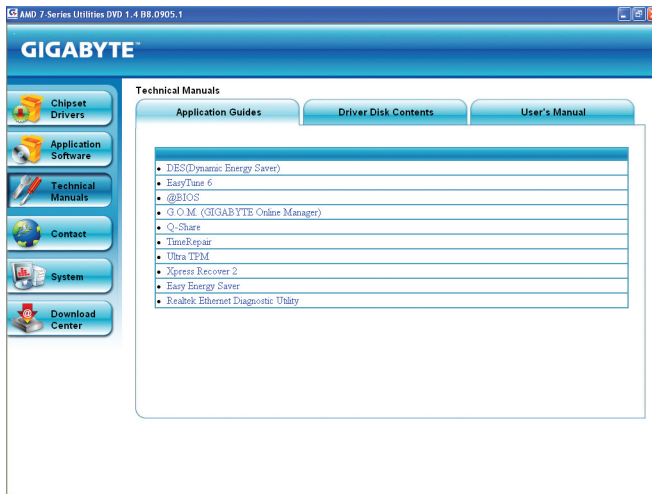 AMD 7-Series Utilities DVD 1.4 B8.0905.1
GIGABYTE™
Chipset
Drivers
Application
Software
Technical
Manuals
Contact
System
Download
Center
Technical Manuals
Application Guides
Driver Disk Contents
User's Manual
• DES(Dynamic Energy Saver)
• EasyTune 6
• @BIOS
• G.O.M. (GIGABYTE Online Manager)
• Q-Share
• TimeRepair
• Ultra TPM
• Xpress Recover 2
• Easy Energy Saver
• Realtek Ethernet Diagnostic Utility